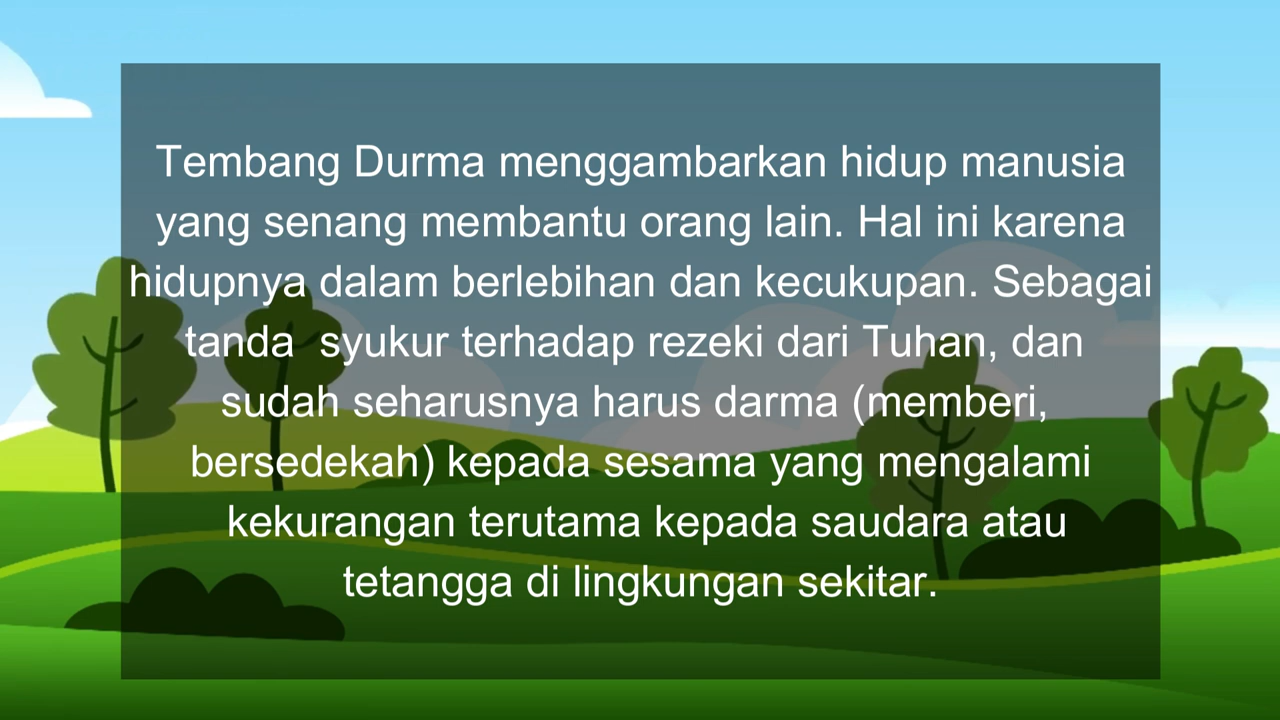 Tembang Durma menggambarkan hidup manusia
yang senang membantu orang lain. Hal ini karena
hidupnya dalam berlebihan dan kecukupan. Sebagai
tanda  syukur terhadap rezeki dari Tuhan, dan
sudah seharusnya harus darma (memberi,
bersedekah) kepada sesama yang mengalami
kekurangan terutama kepada saudara atau
tetangga di lingkungan sekitar.